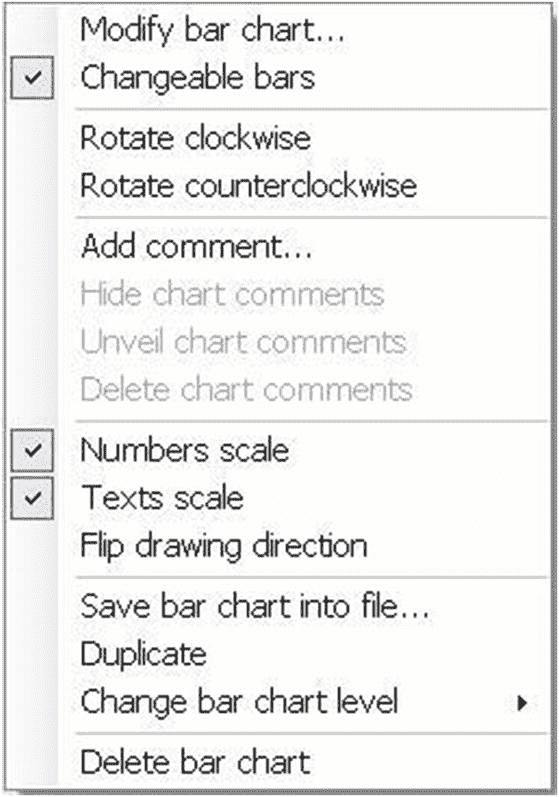 Modify bar chart...
Changeable bars
Rotate clockwise
Rotate counterclockwise
Add comment...
Hide chart comments
Unveil chart comments
Delete chart comments
Numbers scale
Texts scale
Flip drawing direction
Save bar chart into file...
Duplicate
Change bar chart level
Delete bar chart